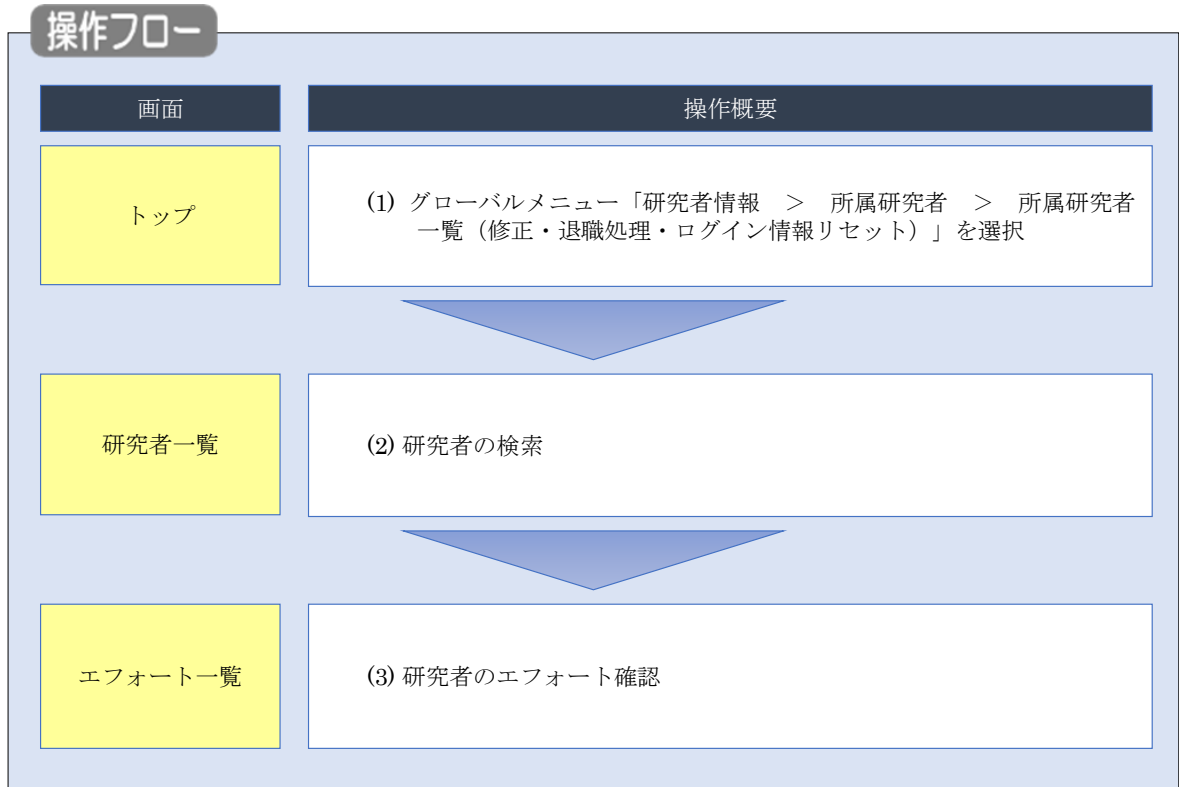 操作フロー
画面
操作概要
トップ
(1) グローバルメニュー「研究者情報　＞　所属研究者　＞　所属研究者
一覧（修正・退職処理・ログイン情報リセット）」を選択
研究者一覧
(2) 研究者の検索
エフォート一覧
(3) 研究者のエフォート確認